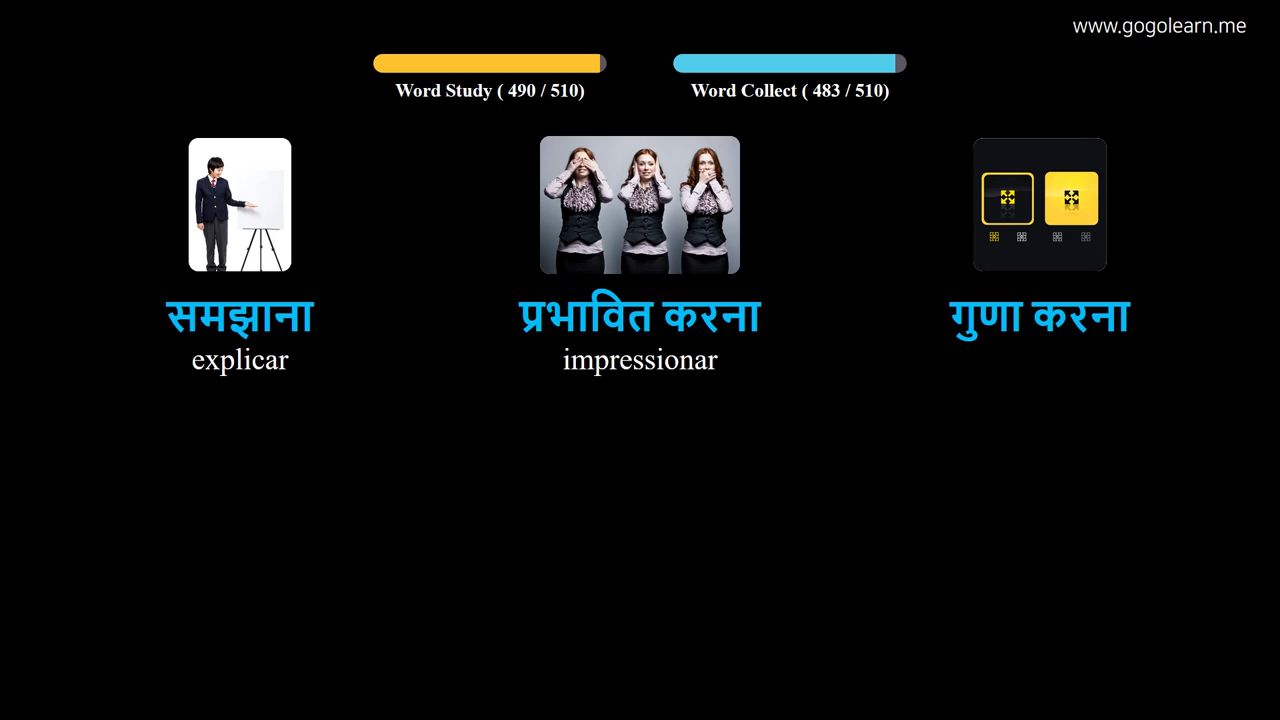 www.gogolearn.me
Word Study ( 490 / 510)
Word Collect ( 483 / 510)
समझाना
प्रभावित करना
गुणा करना
explicar
impressionar